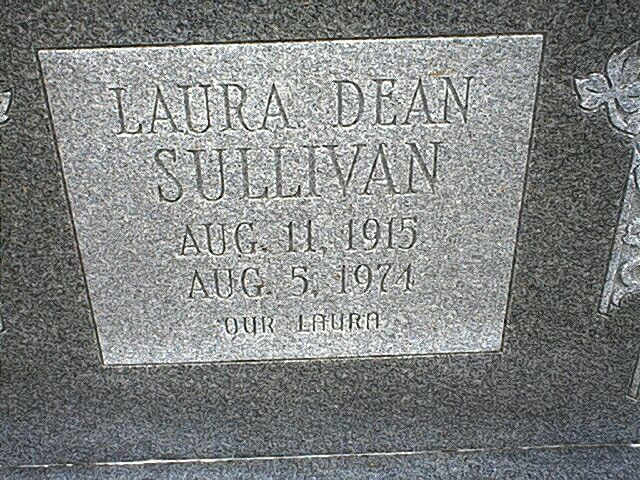 LAURA DEAN
SULLIVAN
AUG. 11, 1915
AUG. 5, 1974
OUR LAURA